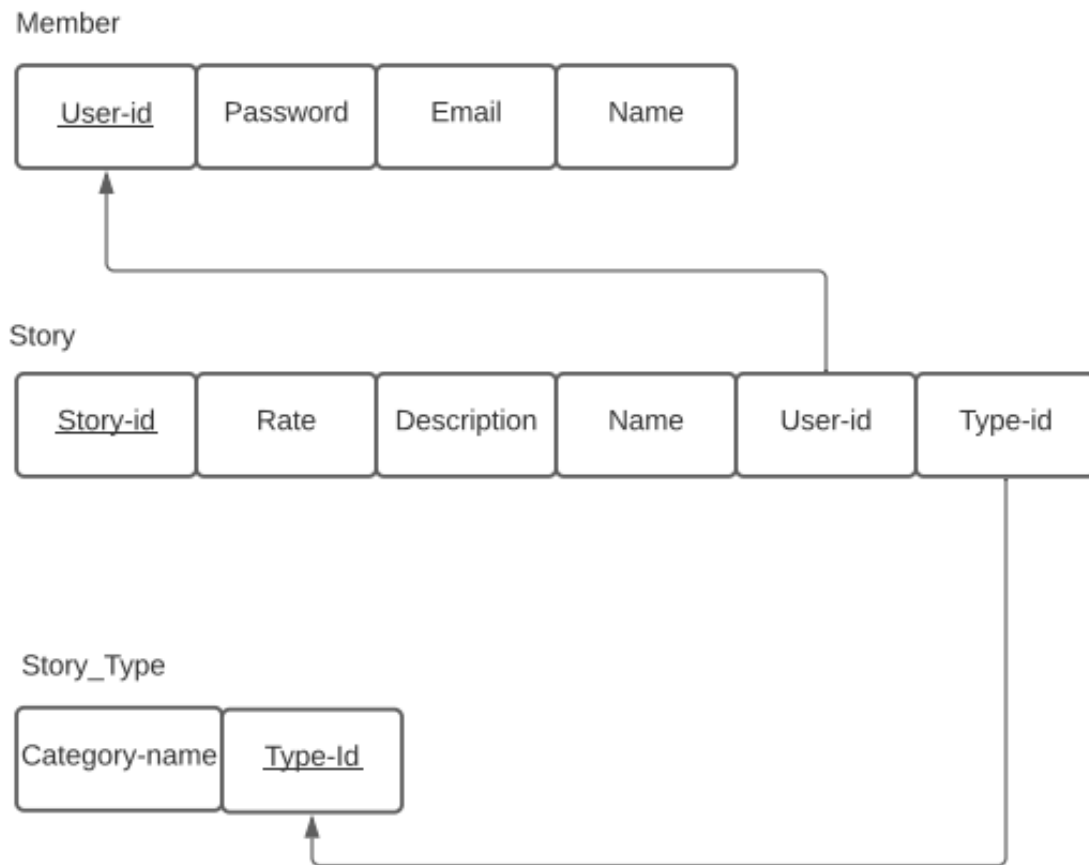 Member
User-id Password Email Name
Story
Story-id Rate Description Name User-id Type-id
Story_Type
Category-name Type-Id